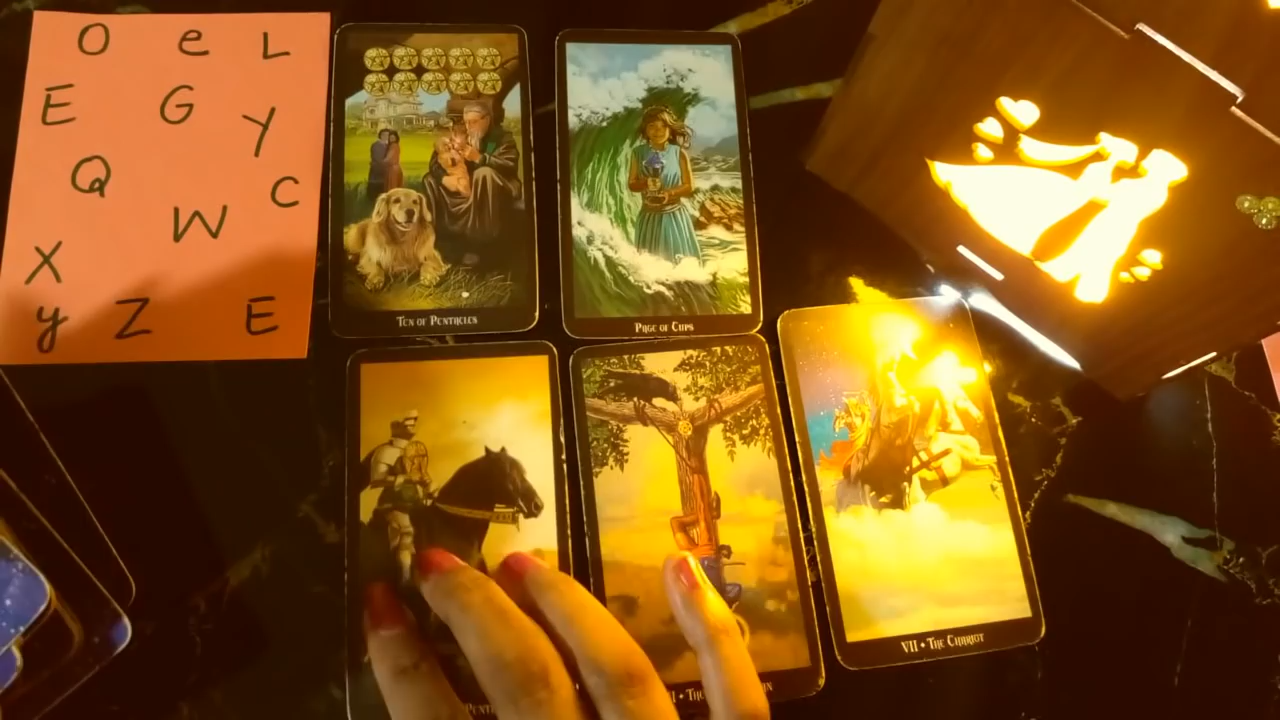 O e L
E G Y
Q C
W
X
y Z E
TEN OF PENTACLES
PAGE OF CUPS
VII • THE CHARIOT